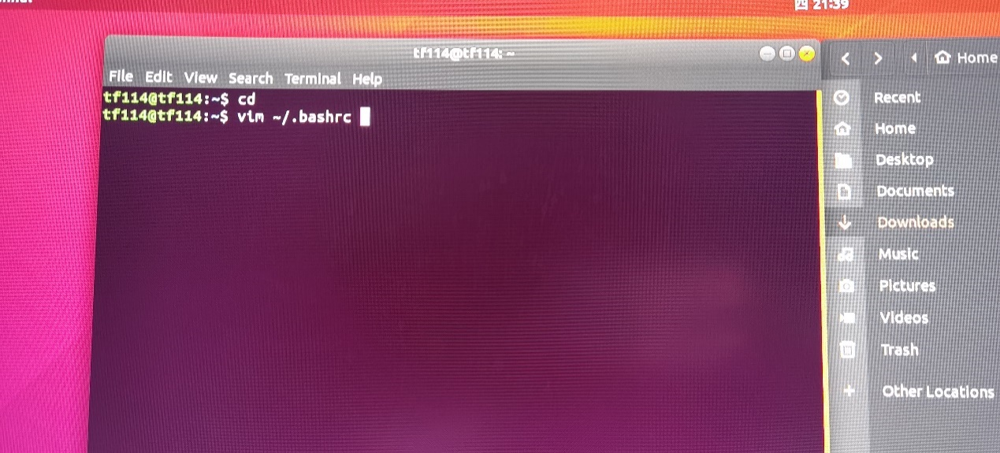 四 21:39
tf114@tf114: ~
File Edit View Search Terminal Help
tf114@tf114:~$ cd
tf114@tf114:~$ vim ~/.bashrc
Home
Recent
Home
Desktop
Documents
Downloads
Music
Pictures
Videos
Trash
Other Locations